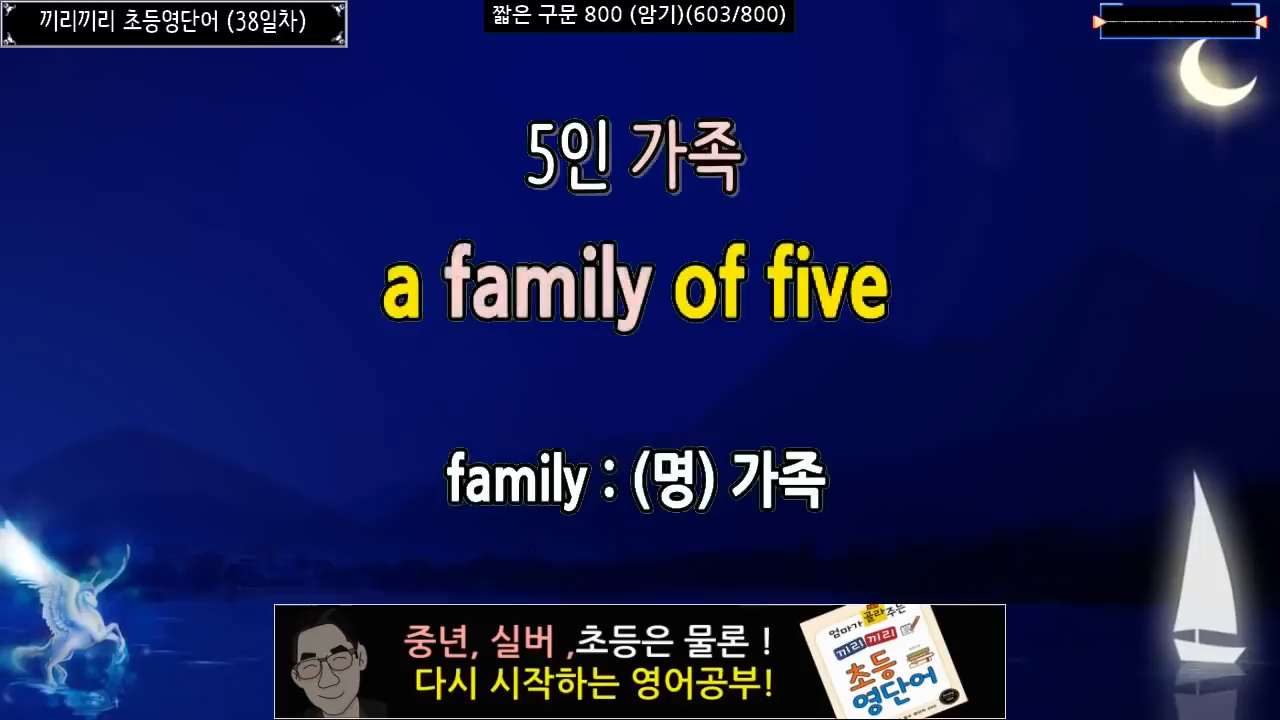 끼리끼리 초등영단어 (38일차)
짧은 구문 800 (암기)(603/800)
5인 가족
a family of five
family : (명) 가족
중년, 실버 ,초등은 물론 !
다시 시작하는 영어공부!
엄마가 골라주는
끼리끼리
초등
영단어